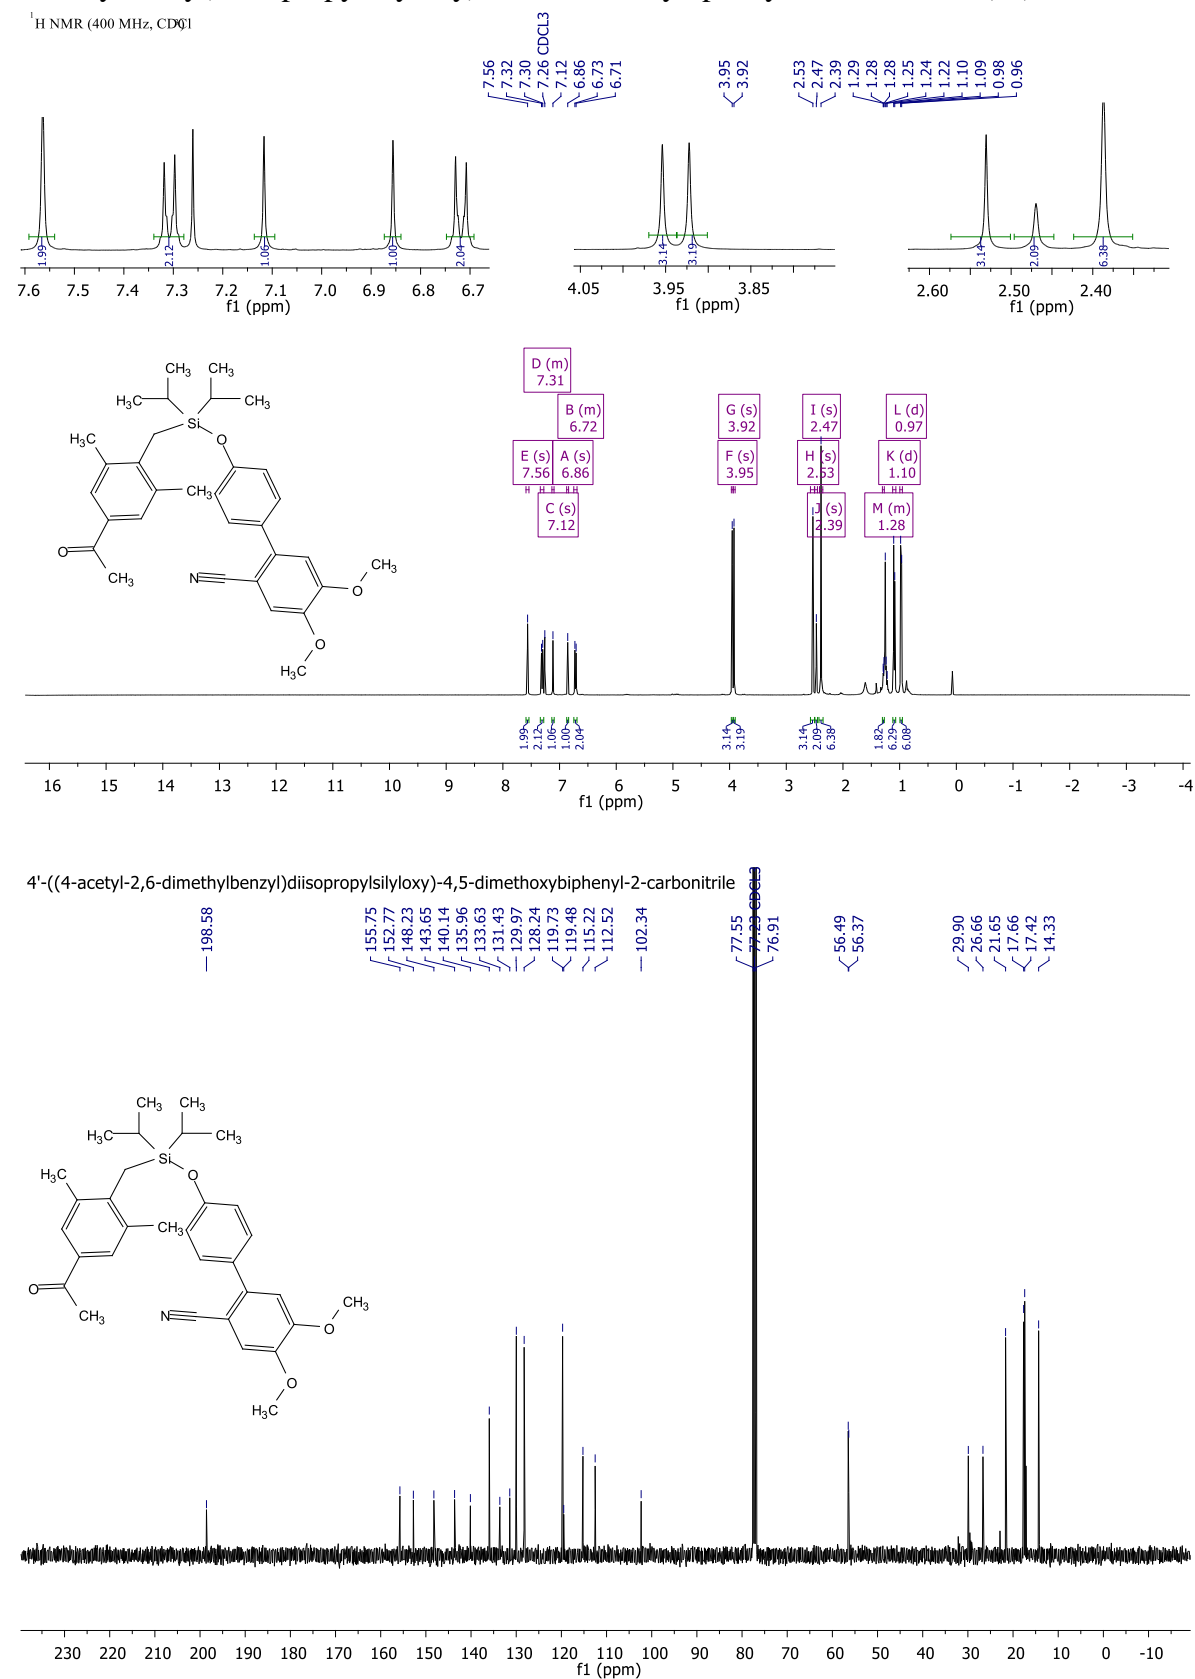 ¹H NMR (400 MHz, CDCl
7.56 7.32 7.30 7.26 CDCL3 7.12 6.86 6.73 6.71 3.95 3.92 2.53 2.47 2.39 1.29 1.28 1.28 1.25 1.24 1.22 1.10 1.09 0.98 0.96
1.99 2.12 1.06 1.00 2.04
7.6 7.5 7.4 7.3 7.2 7.1 7.0 6.9 6.8 6.7
f1 (ppm)
3.14 3.19
4.05 3.95 3.85
f1 (ppm)
3.14 2.09 6.38
2.60 2.50 2.40
f1 (ppm)
D (m)
7.31
B (m)
6.72
G (s)
3.92
I (s)
2.47
L (d)
0.97
E (s)
7.56
A (s)
6.86
F (s)
3.95
H (s)
2.53
K (d)
1.10
C (s)
7.12
J (s)
2.39
M (m)
1.28
CH3 CH3
H3C CH3
Si
H3C O
CH3
O
CH3 N CH3
O
O
H3C
1.99 2.12 1.06 1.00 2.04 3.14 3.19 3.14 2.09 6.38 1.82 6.29 6.08
16 15 14 13 12 11 10 9 8 7 6 5 4 3 2 1 0 -1 -2 -3 -4
f1 (ppm)
4'-((4-acetyl-2,6-dimethylbenzyl)diisopropylsilyloxy)-4,5-dimethoxybiphenyl-2-carbonitrile
198.58 155.75 152.77 148.23 143.65 140.14 135.96 133.63 131.43 129.97 128.24 119.73 119.48 115.22 112.52 102.34 77.55 77.23 CDCL3 76.91 56.49 56.37 29.90 26.66 21.65 17.66 17.42 14.33
CH3 CH3
H3C CH3
Si
H3C O
CH3
O
CH3 N CH3
O
O
H3C
230 220 210 200 190 180 170 160 150 140 130 120 110 100 90 80 70 60 50 40 30 20 10 0 -10
f1 (ppm)